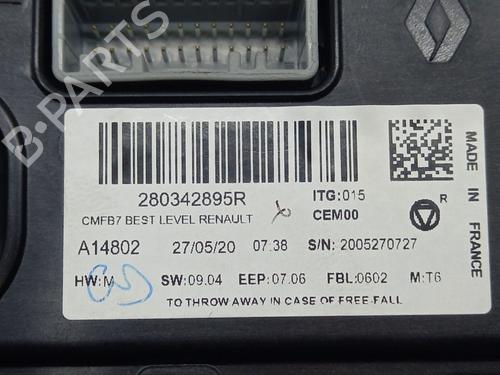 B-PARTS
280342895R
ITG:015
CMFB7 BEST LEVEL RENAULT
CEM00
R
A14802
27/05/20
07.38
S/N: 2005270727
HW:M
SW:09.04
EEP:07.06
FBL:0602
M:T6
TO THROW AWAY IN CASE OF FREE-FALL
MADE IN FRANCE